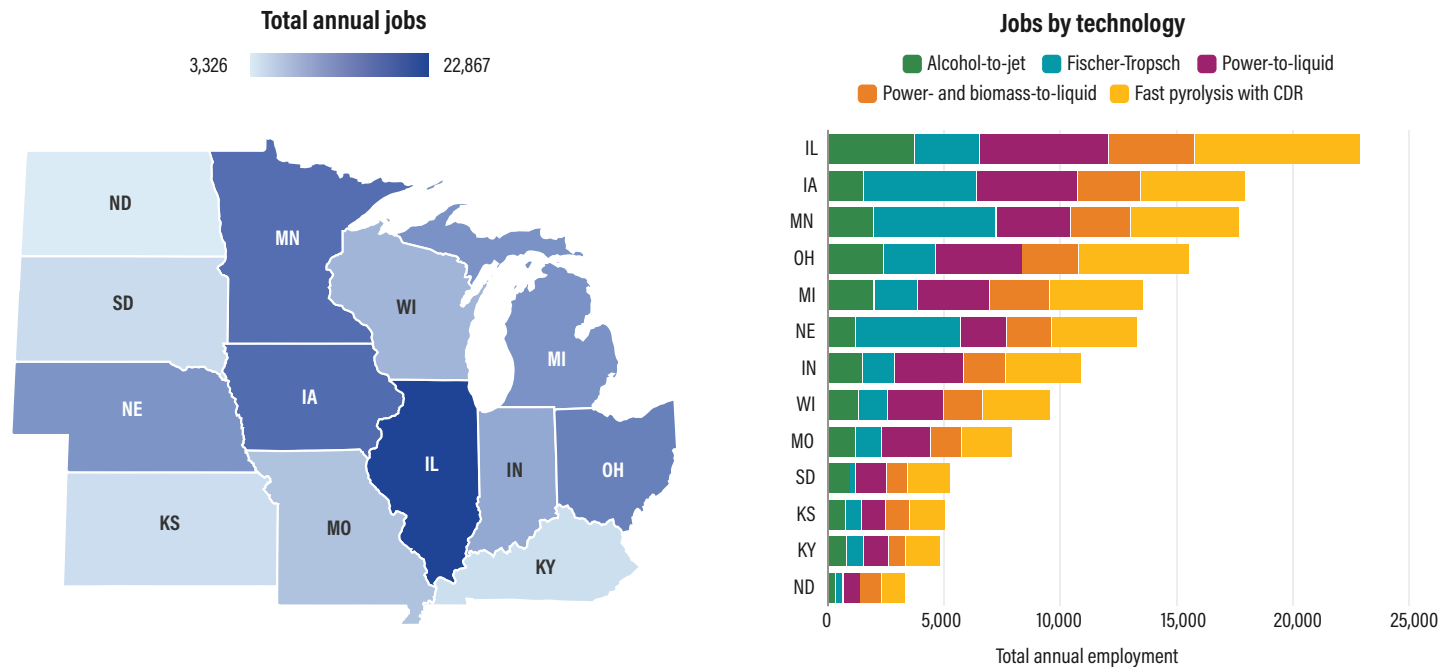 Total annual jobs
3,326 22,867
ND
MN
SD
WI
MI
NE
IA
IL
IN
OH
KS
MO
KY
Jobs by technology
Alcohol-to-jet Fischer-Tropsch Power-to-liquid
Power- and biomass-to-liquid Fast pyrolysis with CDR
IL
IA
MN
OH
MI
NE
IN
WI
MO
SD
KS
KY
ND
0 5,000 10,000 15,000 20,000 25,000
Total annual employment